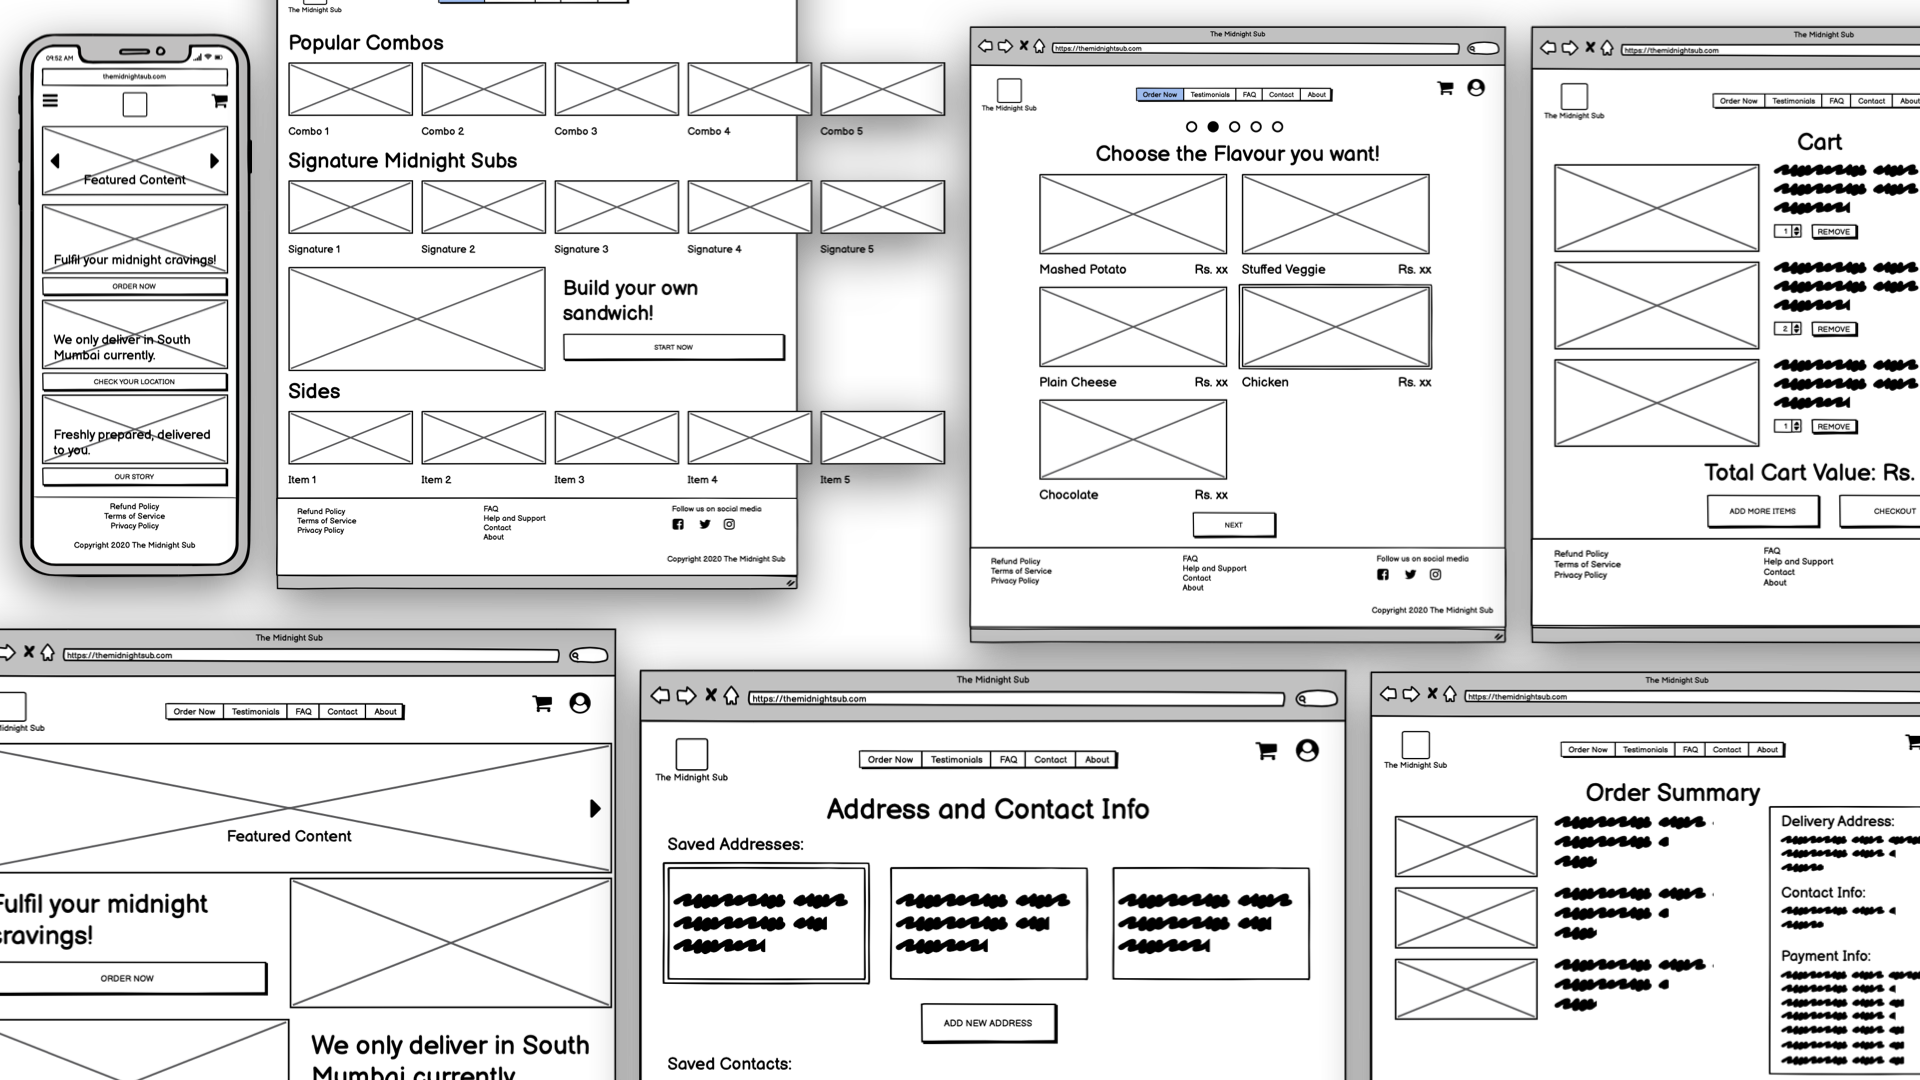 09:52 AM
themidnightsub.com
Featured Content
Fulfil your midnight cravings!
ORDER NOW
We only deliver in South
Mumbai currently.
CHECK YOUR LOCATION
Freshly prepared, delivered
to you.
OUR STORY
Refund Policy
Terms of Service
Privacy Policy
Copyright 2020 The Midnight Sub
The Midnight Sub
Popular Combos
Combo 1 Combo 2 Combo 3 Combo 4 Combo 5
Signature Midnight Subs
Signature 1 Signature 2 Signature 3 Signature 4 Signature 5
Build your own
sandwich!
START NOW
Sides
Item 1 Item 2 Item 3 Item 4 Item 5
Refund Policy
Terms of Service
Privacy Policy
FAQ
Help and Support
Contact
About
Follow us on social media
Copyright 2020 The Midnight Sub
The Midnight Sub
https://themidnightsub.com
The Midnight Sub
Order Now Testimonials FAQ Contact About
Choose the Flavour you want!
Mashed Potato Rs. xx Stuffed Veggie Rs. xx
Plain Cheese Rs. xx Chicken Rs. xx
Chocolate Rs. xx
NEXT
Refund Policy
Terms of Service
Privacy Policy
FAQ
Help and Support
Contact
About
Follow us on social media
Copyright 2020 The Midnight Sub
The Midnight Sub
https://themidnightsub.com
The Midnight Sub
Order Now Testimonials FAQ Contact About
Cart
1 REMOVE
2 REMOVE
1 REMOVE
Total Cart Value: Rs.
ADD MORE ITEMS CHECKOUT
Refund Policy
Terms of Service
Privacy Policy
FAQ
Help and Support
Contact
About
The Midnight Sub
https://themidnightsub.com
idnight Sub
Order Now Testimonials FAQ Contact About
Featured Content
Fulfil your midnight
cravings!
ORDER NOW
We only deliver in South
Mumbai currently
The Midnight Sub
https://themidnightsub.com
The Midnight Sub
Order Now Testimonials FAQ Contact About
Address and Contact Info
Saved Addresses:
ADD NEW ADDRESS
Saved Contacts:
The Midnight Sub
https://themidnightsub.com
The Midnight Sub
Order Now Testimonials FAQ Contact About
Order Summary
Delivery Address:
Contact Info:
Payment Info: